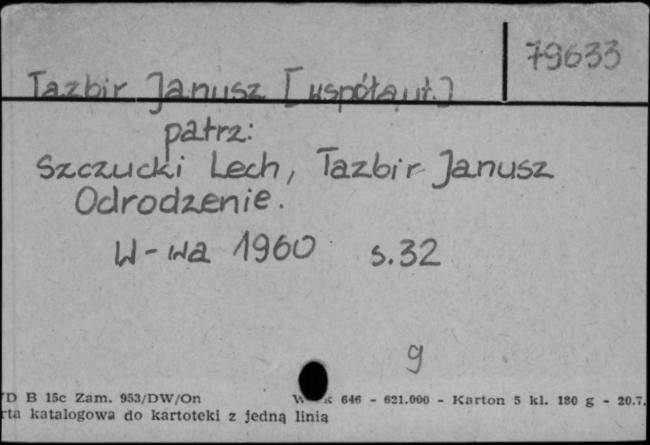 79633
Tazbir Janusz [współaut.]
patrz:
Szczucki Lech, Tazbir Janusz
Odrodzenie.
W-wa 1960 s.32
g
D B 15c Zam. 953/DW/On 646 - 621.000 - Karton 5 kl. 180 g - 20.7.
rta katalogowa do kartoteki z jedną linią